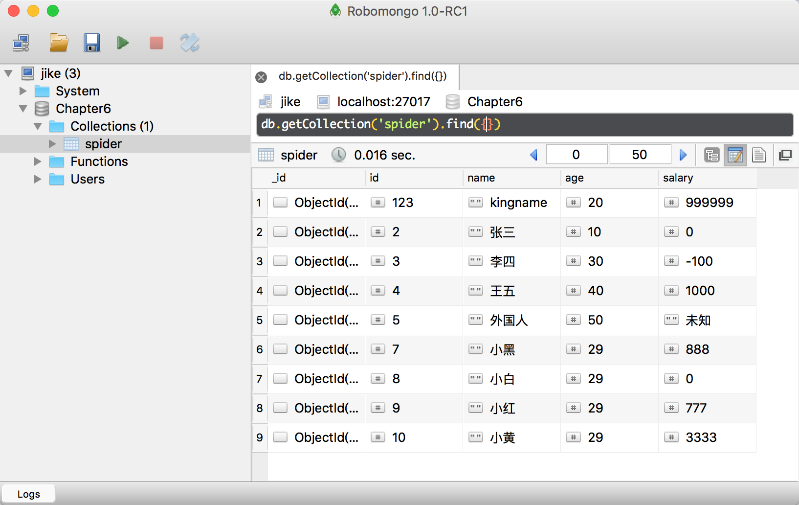 Robomongo 1.0-RC1
jike (3)
System
Chapter6
Collections (1)
spider
Functions
Users
db.getCollection('spider').find({})
jike localhost:27017 Chapter6
db.getCollection('spider').find({})
spider 0.016 sec. 0 50
_id id name age salary
1 ObjectId(... # 123 "" kingname # 20 # 999999
2 ObjectId(... # 2 "" 张三 # 10 # 0
3 ObjectId(... # 3 "" 李四 # 30 # -100
4 ObjectId(... # 4 "" 王五 # 40 # 1000
5 ObjectId(... # 5 "" 外国人 # 50 "" 未知
6 ObjectId(... # 7 "" 小黑 # 29 # 888
7 ObjectId(... # 8 "" 小白 # 29 # 0
8 ObjectId(... # 9 "" 小红 # 29 # 777
9 ObjectId(... # 10 "" 小黄 # 29 # 3333
Logs